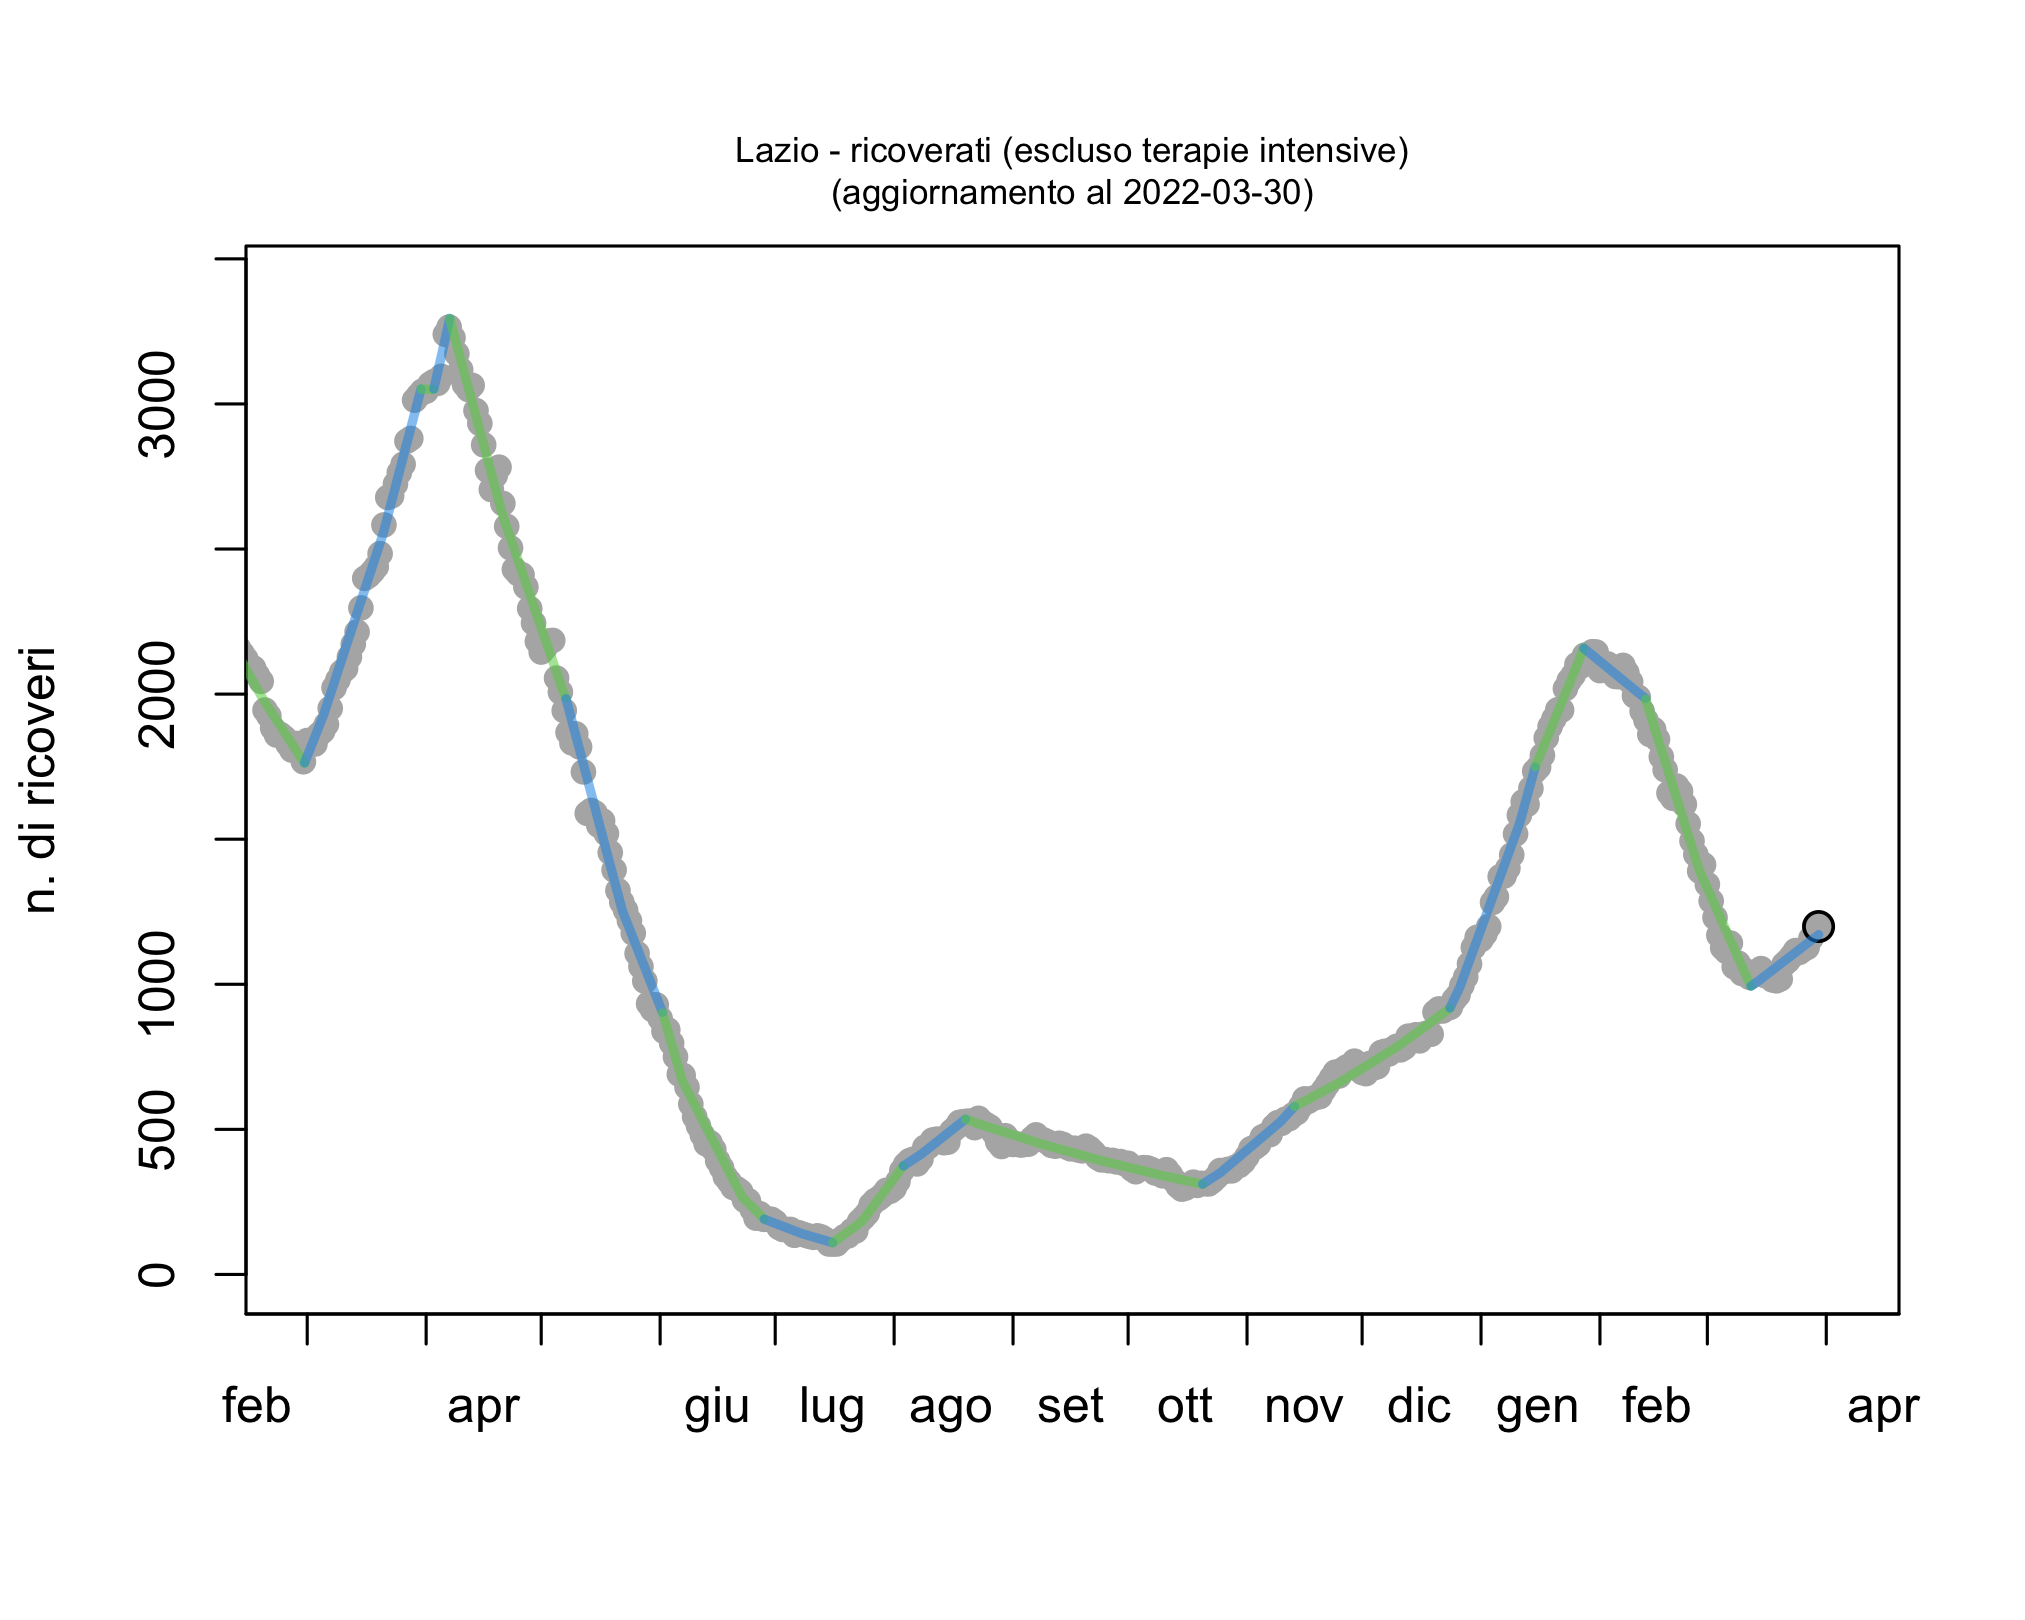 Lazio - ricoverati (escluso terapie intensive)
(aggiornamento al 2022-03-30)
n. di ricoveri
3000
2000
1000
500
0
feb apr giu lug ago set ott nov dic gen feb apr